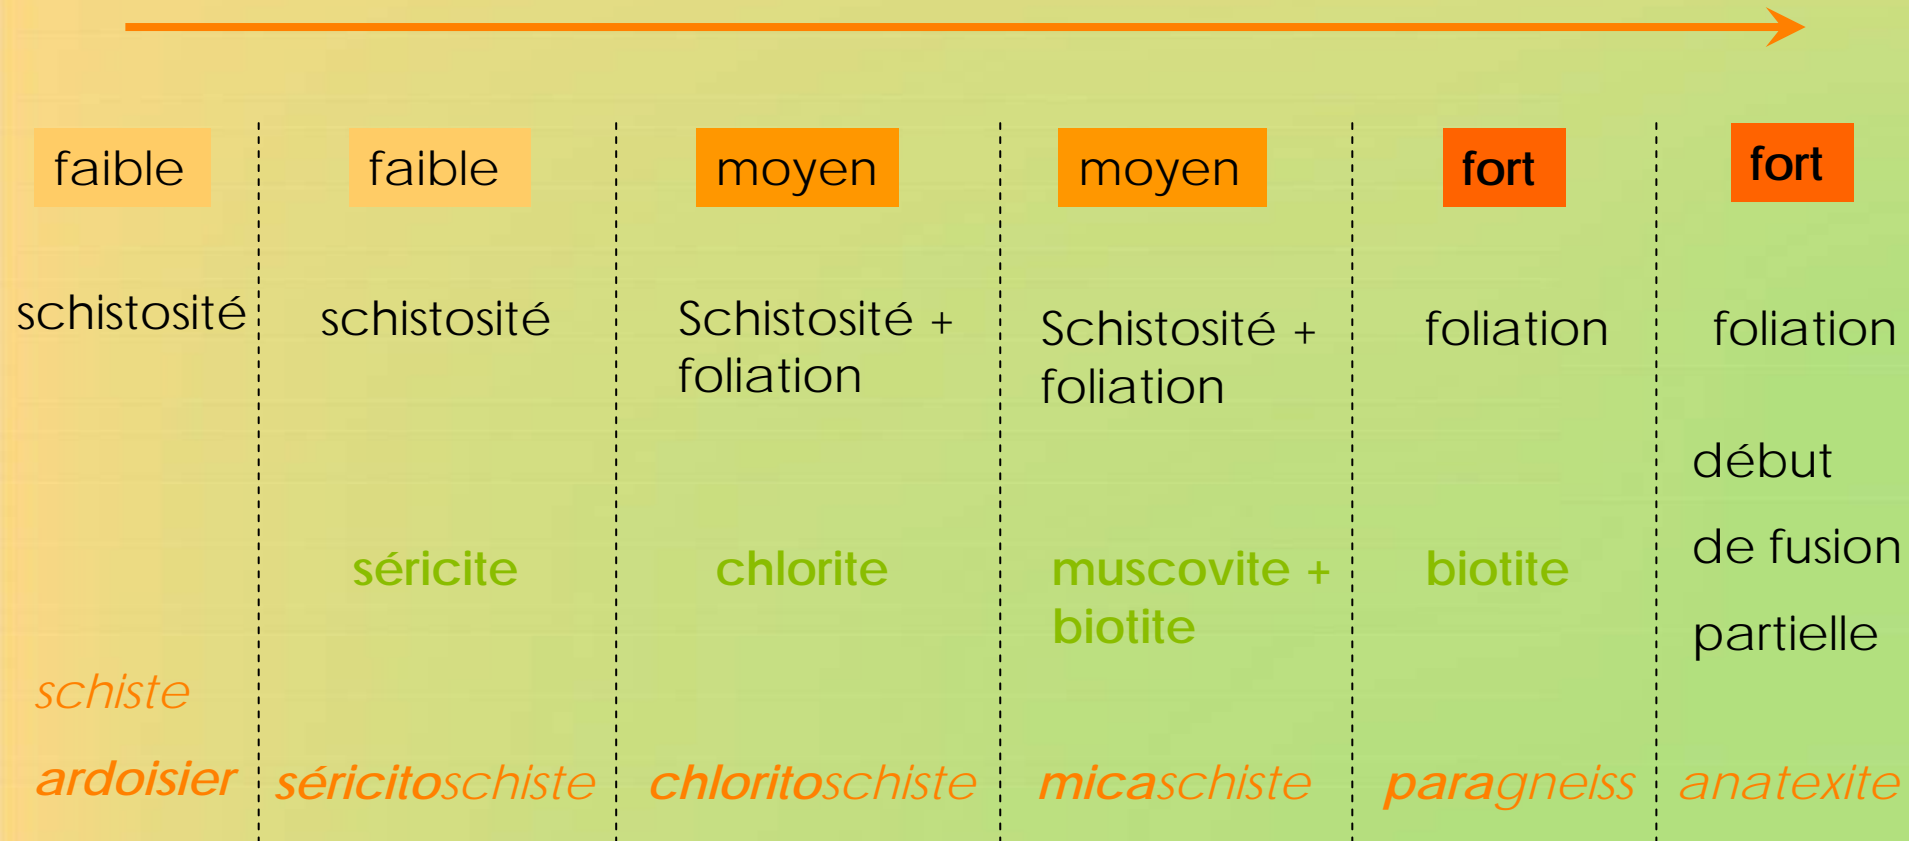 faible
faible
moyen
moyen
fort
fort
schistosité
schistosité
Schistosité +
foliation
Schistosité +
foliation
foliation
foliation
début
de fusion
partielle
séricite
chlorite
muscovite +
biotite
biotite
schiste
ardoisier
séricitoschiste
chloritoschiste
micaschiste
paragneiss
anatexite